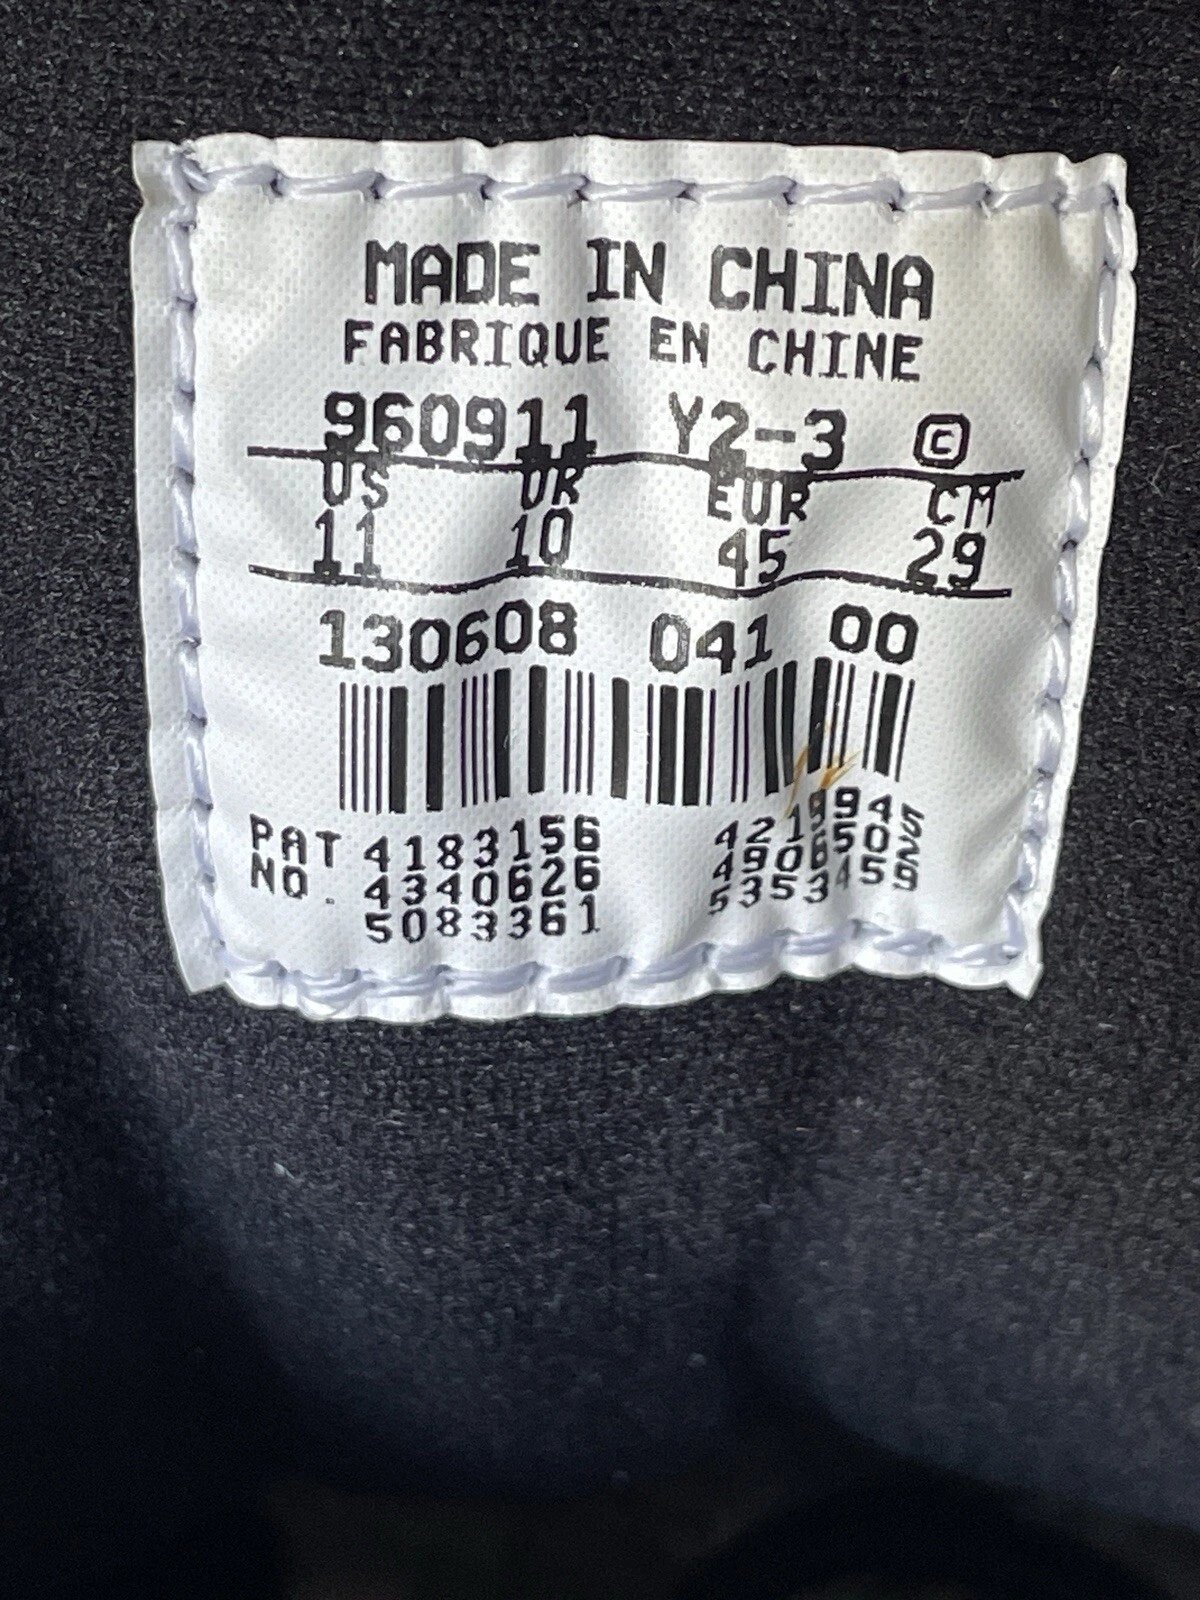 MADE IN CHINA
FABRIQUE EN CHINE
960911 Y2-3 ©
US UK EUR CM
11 10 45 29
130608 041 00
PAT 4183156 4219945
NO. 4340626 4906502
5083361 5353459